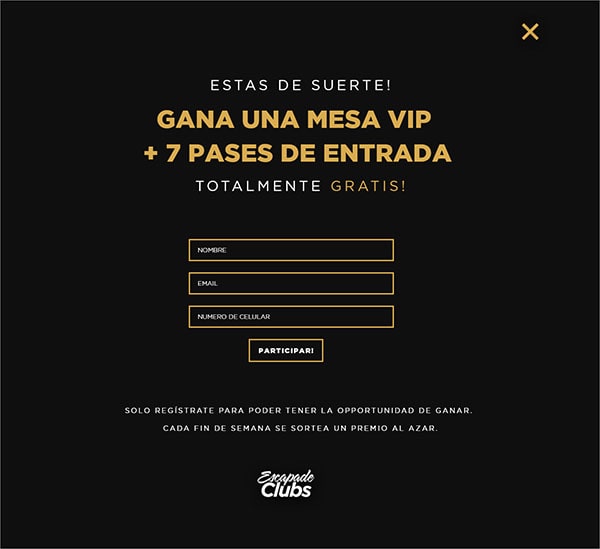 ESTAS DE SUERTE!
GANA UNA MESA VIP
+ 7 PASES DE ENTRADA
TOTALMENTE GRATIS!
NOMBRE
EMAIL
NUMERO DE CELULAR
PARTICIPAR!
SOLO REGÍSTRATE PARA PODER TENER LA OPPORTUNIDAD DE GANAR.
CADA FIN DE SEMANA SE SORTEA UN PREMIO AL AZAR.
Escapade
Clubs